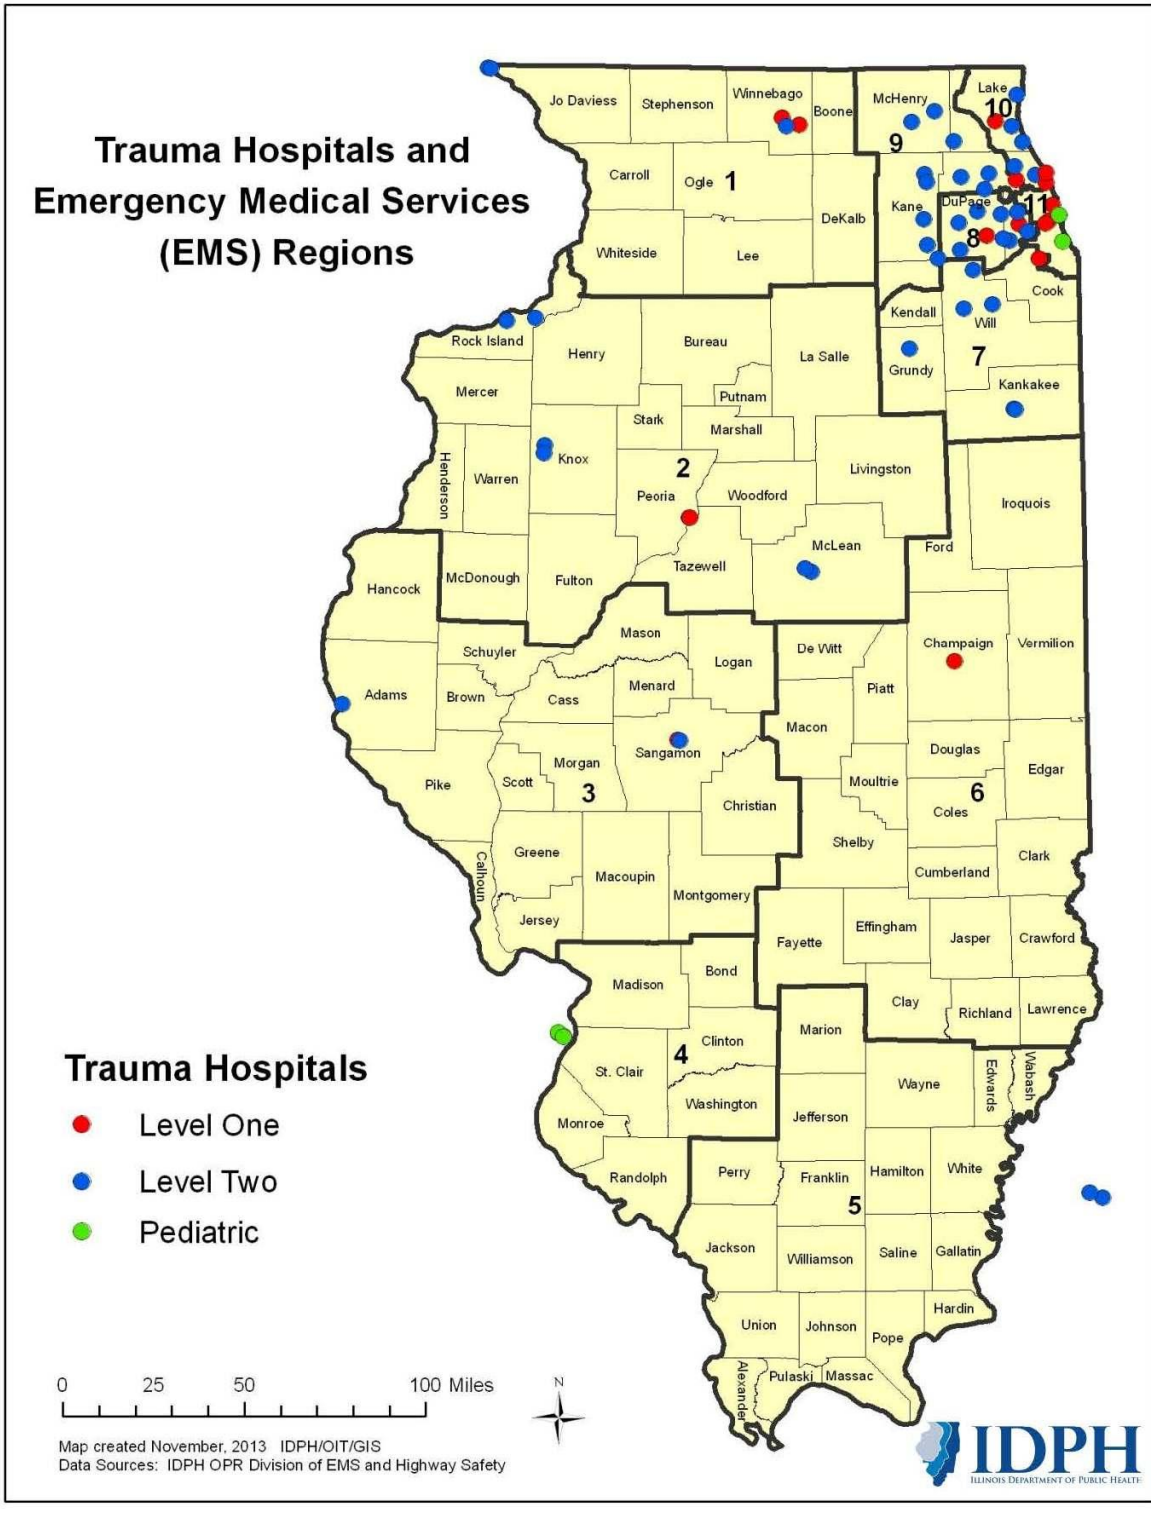 Trauma Hospitals and
Emergency Medical Services
(EMS) Regions
Jo Daviess
Stephenson
Winnebago
Boone
McHenry
Lake
10
9
Carroll
Ogle
1
DeKalb
Kane
DuPage
11
8
Whiteside
Lee
Cook
Kendall
Will
Rock Island
Henry
Bureau
La Salle
7
Grundy
Kankakee
Mercer
Putnam
Stark
Marshall
Henderson
Warren
Knox
2
Peoria
Woodford
Livingston
Iroquois
McLean
Ford
Tazewell
Hancock
McDonough
Fulton
Mason
Schuyler
Logan
De Witt
Champaign
Vermilion
Adams
Brown
Cass
Menard
Piatt
Macon
Sangamon
Douglas
Pike
Scott
Morgan
3
Christian
Moultrie
6
Edgar
Coles
Shelby
Greene
Calhoun
Macoupin
Cumberland
Clark
Montgomery
Jersey
Fayette
Effingham
Jasper
Crawford
Madison
Bond
Clay
Richland
Lawrence
Clinton
4
Marion
St. Clair
Washington
Wayne
Edwards
Wabash
Monroe
Jefferson
Randolph
Perry
Franklin
Hamilton
White
5
Jackson
Williamson
Saline
Gallatin
Union
Johnson
Pope
Hardin
Alexander
Pulaski
Massac
Trauma Hospitals
Level One
Level Two
Pediatric
0 25 50 100 Miles
N
Map created November, 2013 IDPH/OIT/GIS
Data Sources: IDPH OPR Division of EMS and Highway Safety
IDPH
ILLINOIS DEPARTMENT OF PUBLIC HEALTH